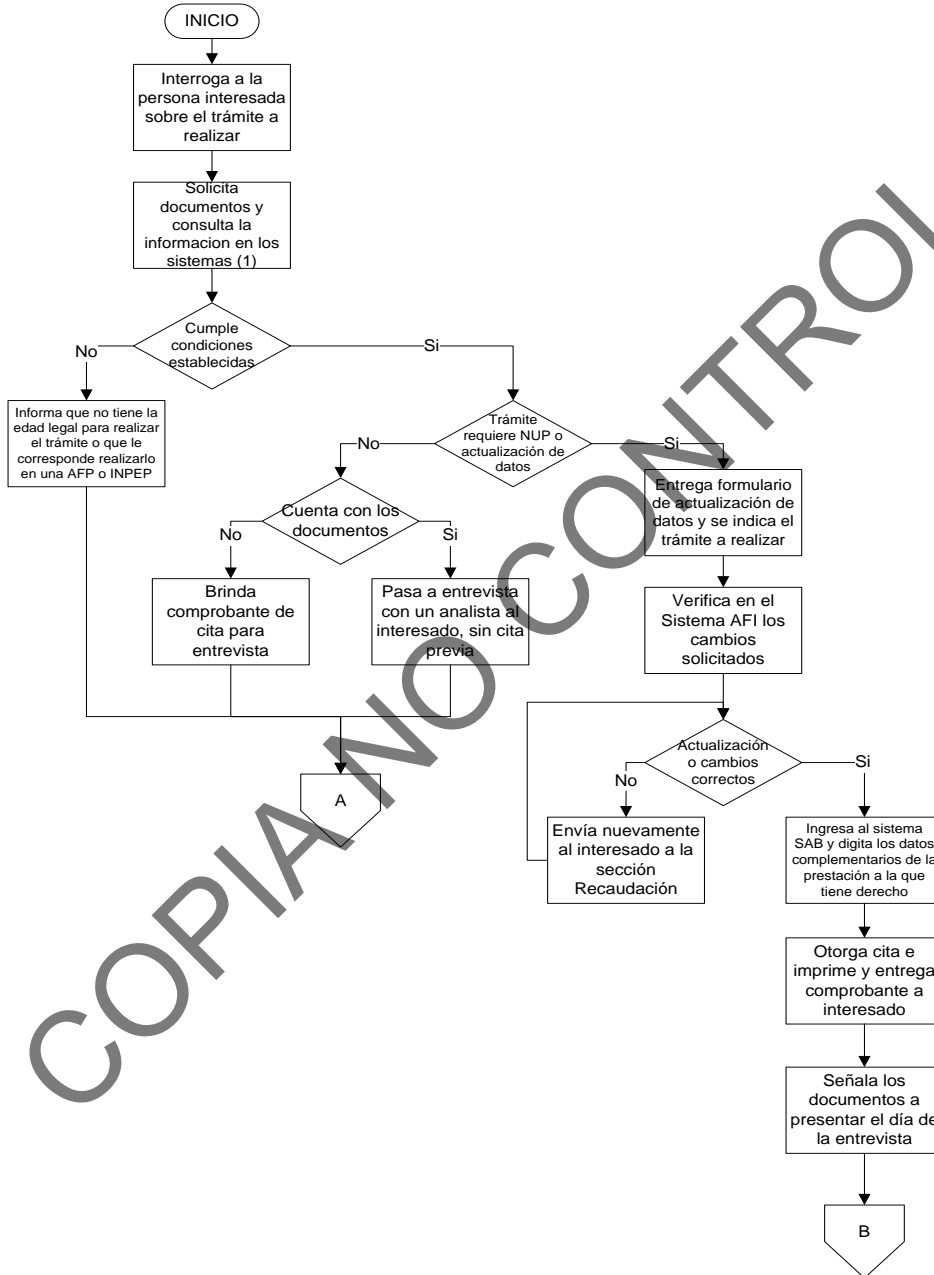 INICIO
Interroga a la
persona interesada
sobre el trámite a
realizar
Solicita
documentos y
consulta la
informacion en los
sistemas (1)
Cumple
condiciones
establecidas
No
Si
Informa que no tiene la
edad legal para realizar
el trámite o que le
corresponde realizarlo
en una AFP o INPEP
Trámite
requiere NUP o
actualización de
datos
No
Si
Cuenta con los
documentos
No
Si
Entrega formulario
de actualización de
datos y se indica el
trámite a realizar
Brinda
comprobante de
cita para
entrevista
Pasa a entrevista
con un analista al
interesado, sin cita
previa
Verifica en el
Sistema AFI los
cambios
solicitados
Actualización
o cambios
correctos
No
Si
A
Envía nuevamente
al interesado a la
sección
Recaudación
Ingresa al sistema
SAB y digita los datos
complementarios de la
prestación a la que
tiene derecho
Otorga cita e
imprime y entrega
comprobante a
interesado
Señala los
documentos a
presentar el día de
la entrevista
B
COPIA NO CONTROL